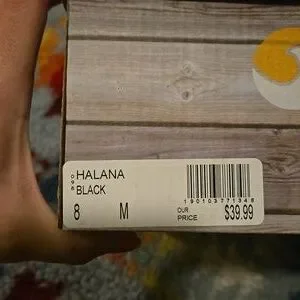 HALANA
BLACK
8 M
190103771348
OUR PRICE $39.99